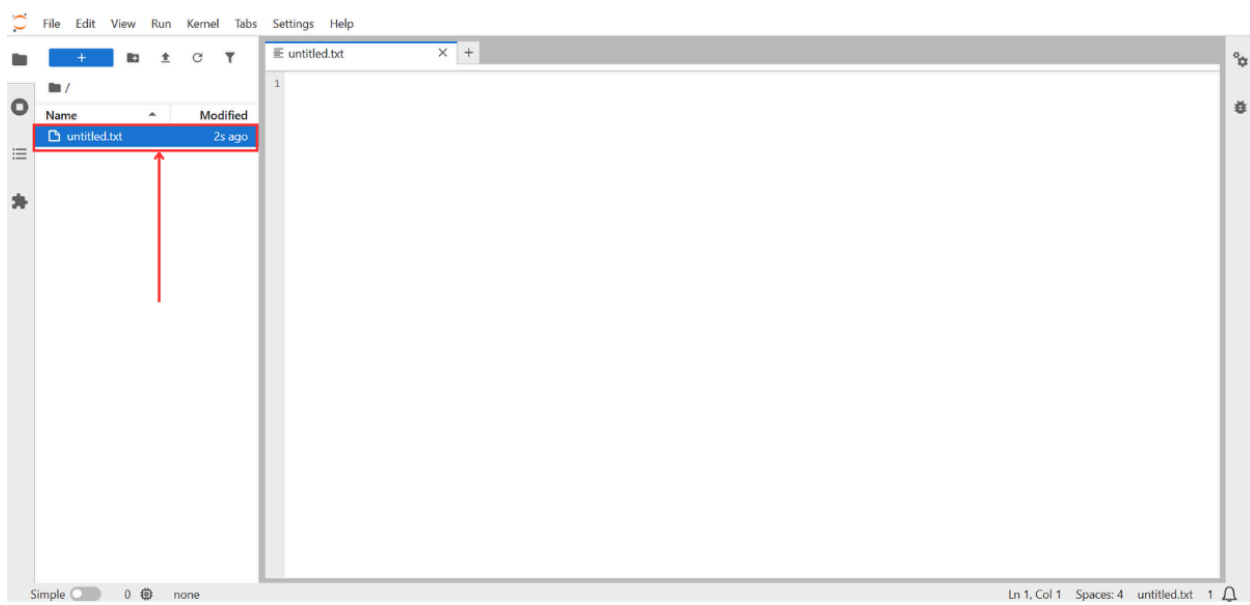 File Edit View Run Kernel Tabs Settings Help
+
untitled.txt
+
/
Name Modified
untitled.txt 2s ago
1
Simple 0 none Ln 1, Col 1 Spaces: 4 untitled.txt 1